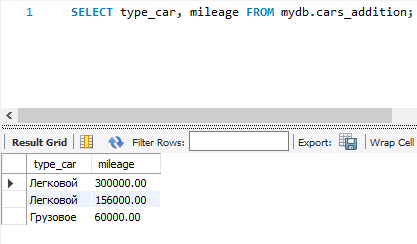 1 SELECT type_car, mileage FROM mydb.cars_addition;
Result Grid Filter Rows: Export: Wrap Cell
type_car mileage
Легковой 300000.00
Легковой 156000.00
Грузовое 60000.00